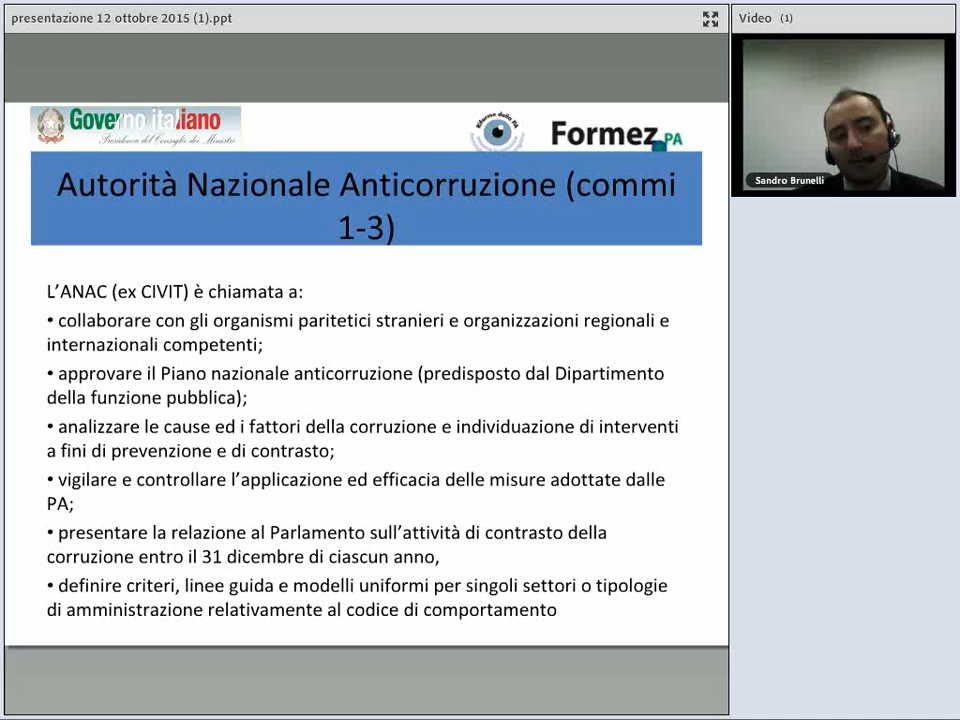 presentazione 12 ottobre 2015 (1).ppt
Video (1)
Governo italiano
Presidenza del Consiglio dei Ministri
Riforma della PA
Formez PA
Sandro Brunelli
Autorità Nazionale Anticorruzione (commi
1-3)
L’ANAC (ex CIVIT) è chiamata a:
• collaborare con gli organismi paritetici stranieri e organizzazioni regionali e
internazionali competenti;
• approvare il Piano nazionale anticorruzione (predisposto dal Dipartimento
della funzione pubblica);
• analizzare le cause ed i fattori della corruzione e individuazione di interventi
a fini di prevenzione e di contrasto;
• vigilare e controllare l’applicazione ed efficacia delle misure adottate dalle
PA;
• presentare la relazione al Parlamento sull’attività di contrasto della
corruzione entro il 31 dicembre di ciascun anno,
• definire criteri, linee guida e modelli uniformi per singoli settori o tipologie
di amministrazione relativamente al codice di comportamento